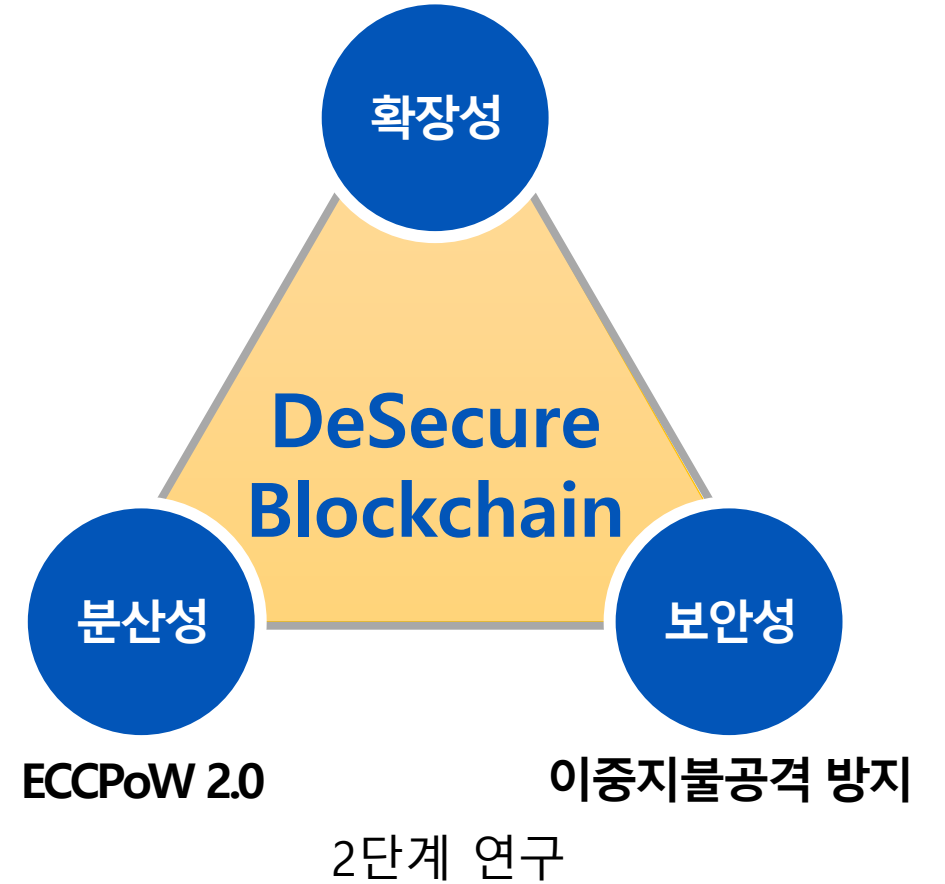 확장성
DeSecure
Blockchain
분산성
보안성
ECCPoW 2.0
이중지불공격 방지
2단계 연구